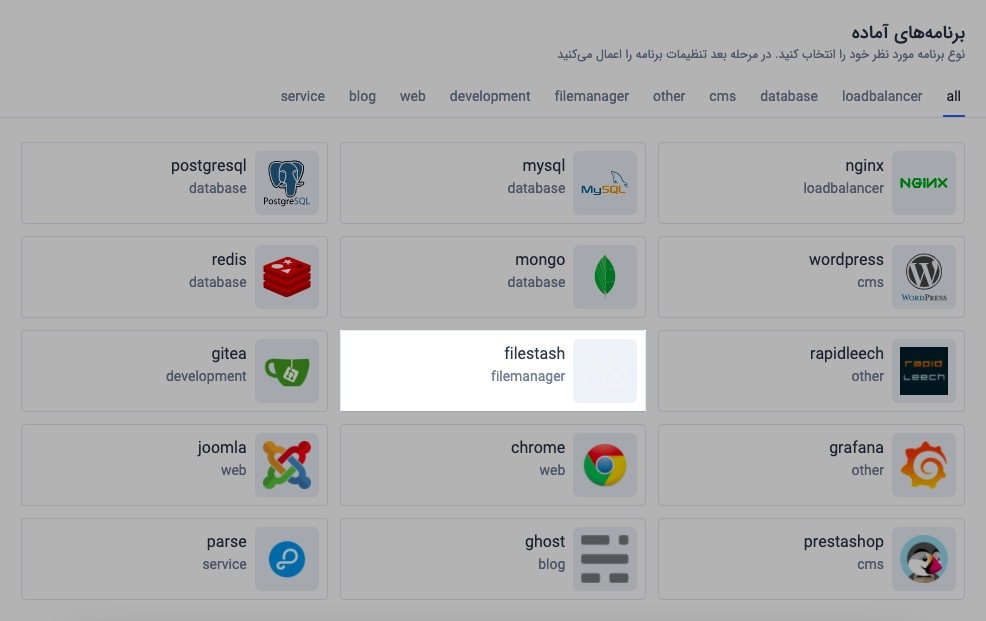 برنامه‌های آماده
نوع برنامه مورد نظر خود را انتخاب کنید. در مرحله بعد تنظیمات برنامه را اعمال می‌کنید
all
loadbalancer
database
cms
other
filemanager
development
web
blog
service
nginx
loadbalancer
NGINX
mysql
database
MySQL
postgresql
database
PostgreSQL
wordpress
cms
WORDPRESS
mongo
database
redis
database
rapidleech
other
RAPID
LEECH
filestash
filemanager
gitea
development
grafana
other
chrome
web
joomla
web
prestashop
cms
ghost
blog
parse
service